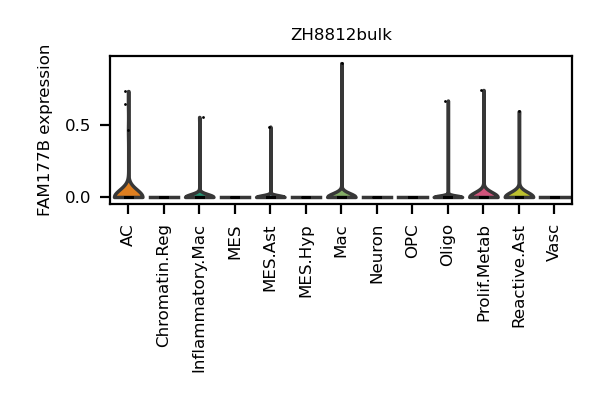 ZH8812bulk
FAM177B expression
0.5
0.0
AC
Chromatin.Reg
Inflammatory.Mac
MES
MES.Ast
MES.Hyp
Mac
Neuron
OPC
Oligo
Prolif.Metab
Reactive.Ast
Vasc